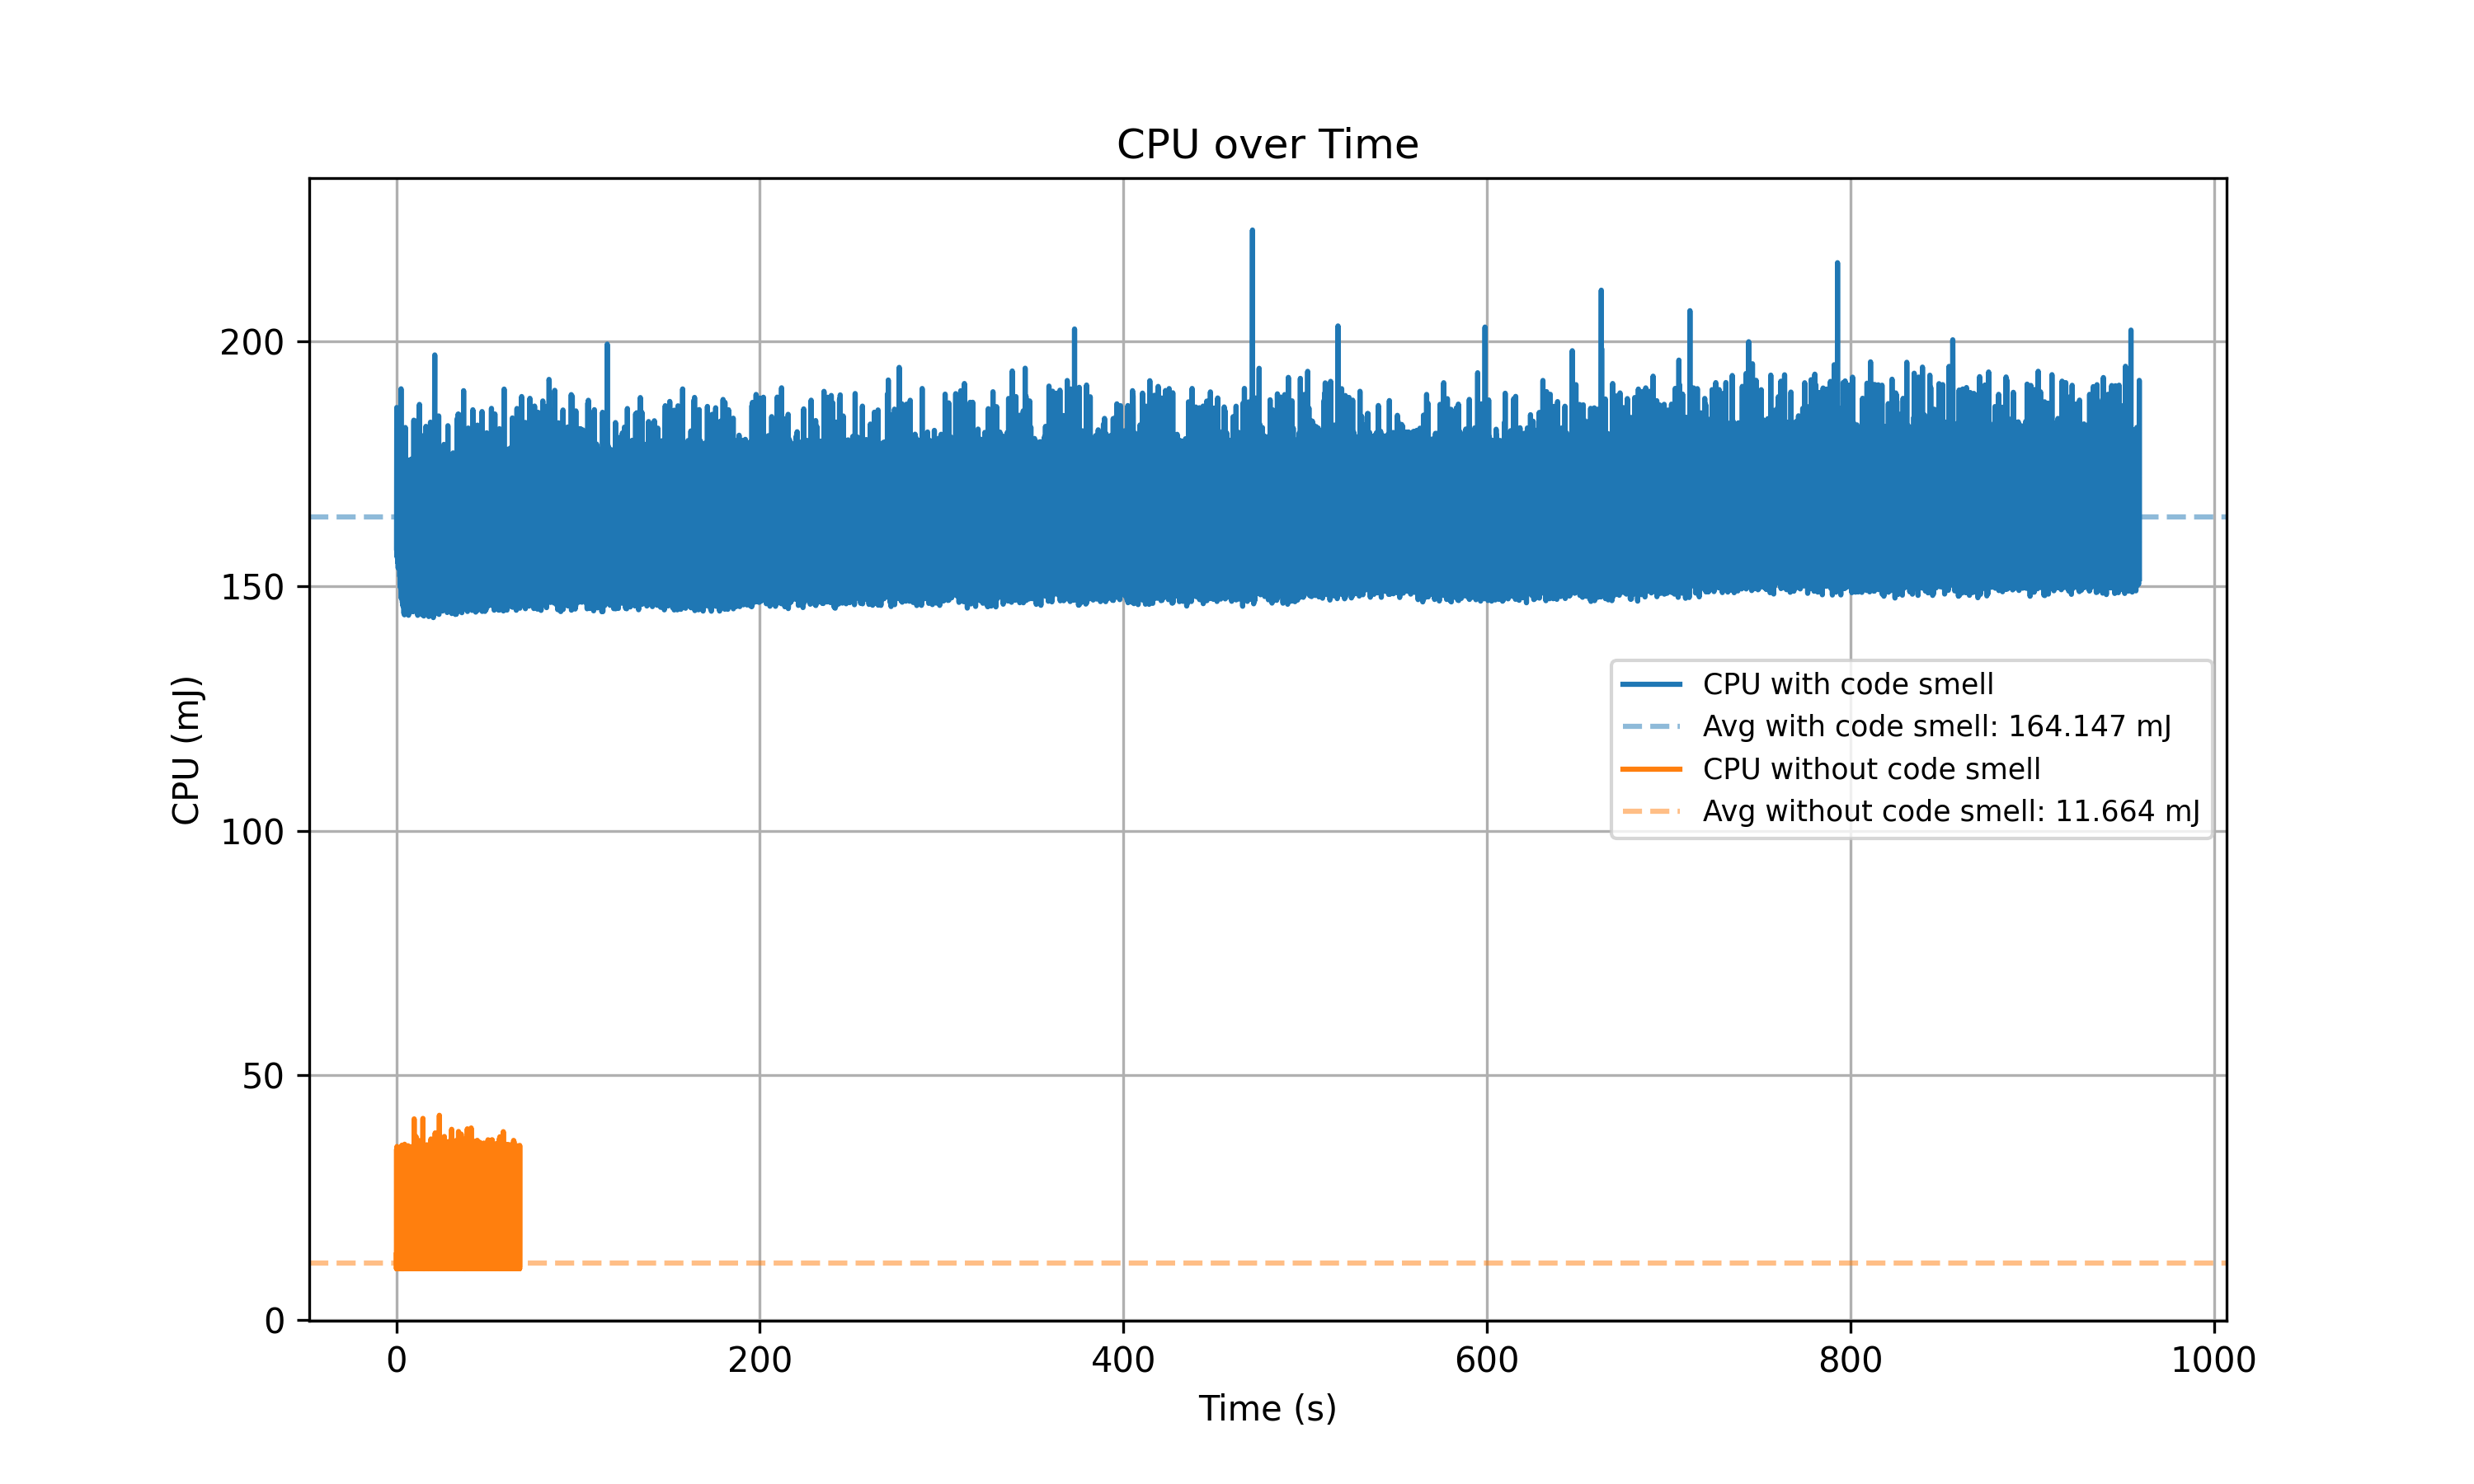 CPU over Time
200
150
100
50
0
CPU (mJ)
CPU with code smell
Avg with code smell: 164.147 mJ
CPU without code smell
Avg without code smell: 11.664 mJ
0 200 400 600 800 1000
Time (s)